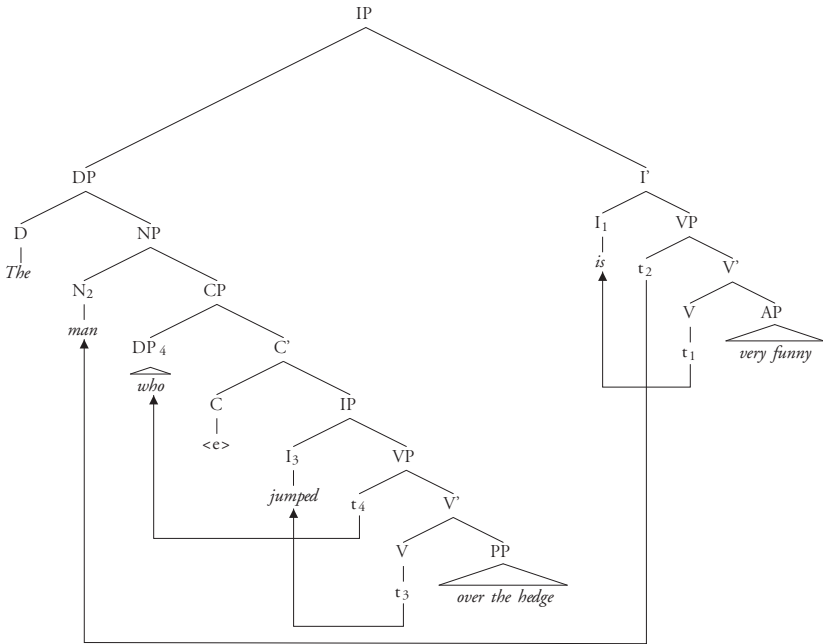 IP
DP I'
D NP I1 VP
The N2 CP is t2 V'
man DP4 C' V AP
who C IP t1 very funny
<e> I3 VP
jumped t4 V'
V PP
t3 over the hedge